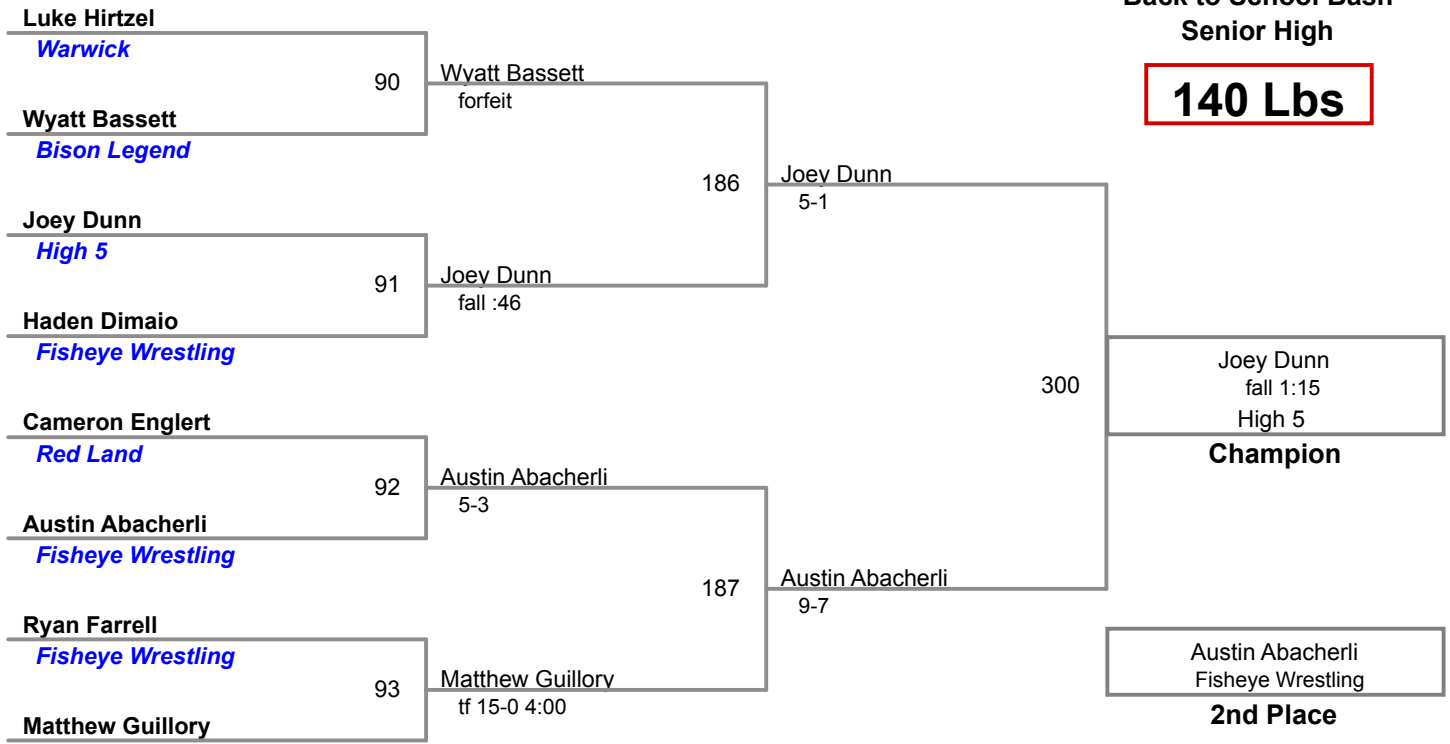 Back to School Bash
Senior High
140 Lbs
Luke Hirtzel
Warwick
90
Wyatt Bassett
forfeit
Wyatt Bassett
Bison Legend
186
Joey Dunn
5-1
Joey Dunn
High 5
91
Joey Dunn
fall :46
Haden Dimaio
Fisheye Wrestling
300
Joey Dunn
fall 1:15
High 5
Champion
Cameron Englert
Red Land
92
Austin Abacherli
5-3
Austin Abacherli
Fisheye Wrestling
187
Austin Abacherli
9-7
Ryan Farrell
Fisheye Wrestling
93
Matthew Guillory
tf 15-0 4:00
Matthew Guillory
Austin Abacherli
Fisheye Wrestling
2nd Place